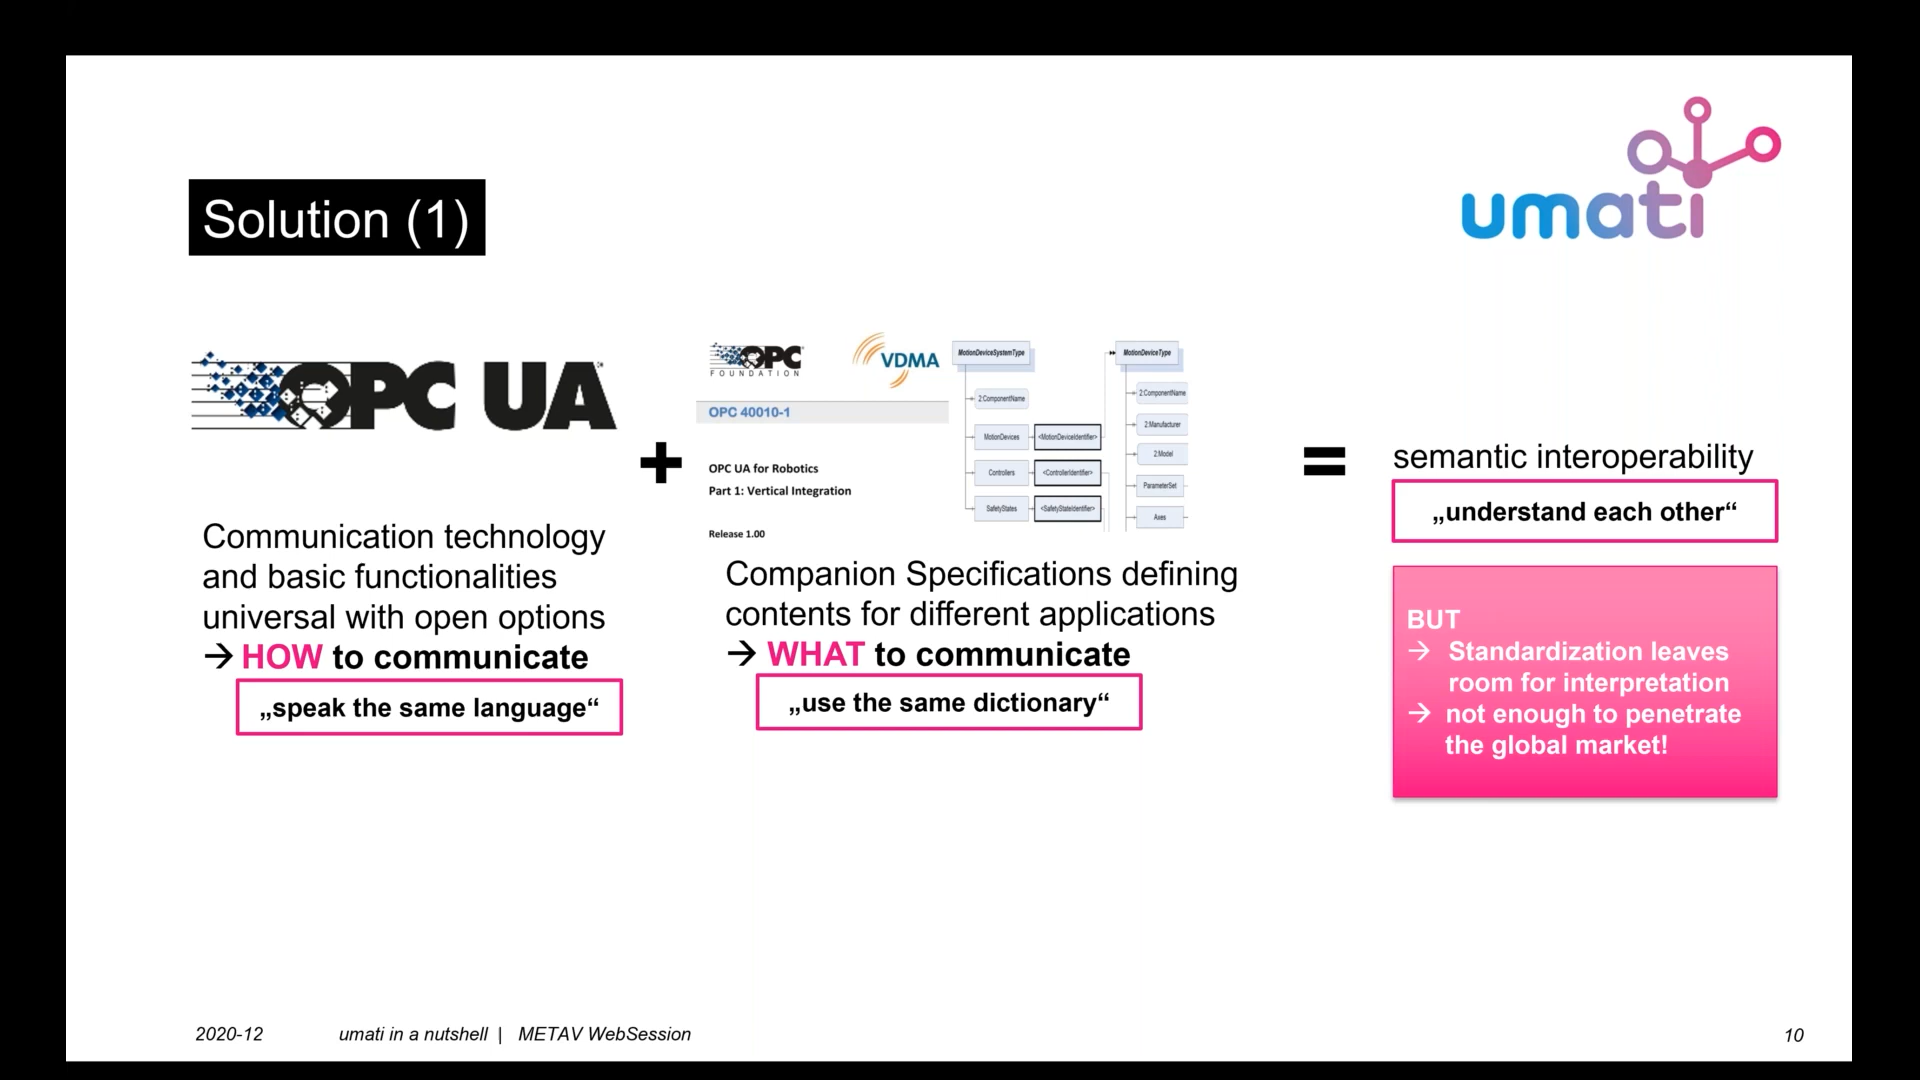 umati
Solution (1)
OPC UA
Communication technology
and basic functionalities
universal with open options
→ HOW to communicate
„speak the same language“
+
OPC
FOUNDATION
VDMA
OPC 40010-1
OPC UA for Robotics
Part 1: Vertical Integration
Release 1.00
MotionDeviceSystemType
2:ComponentName
MotionDevices
<MotionDeviceIdentifier>
Controllers
<ControllerIdentifier>
SafetyStates
<SafetyStateIdentifier>
MotionDeviceType
2:ComponentName
2:Manufacturer
2:Model
ParameterSet
Axes
Companion Specifications defining
contents for different applications
→ WHAT to communicate
„use the same dictionary“
=
semantic interoperability
„understand each other“
BUT
→ Standardization leaves
room for interpretation
→ not enough to penetrate
the global market!
2020-12 umati in a nutshell | METAV WebSession 10